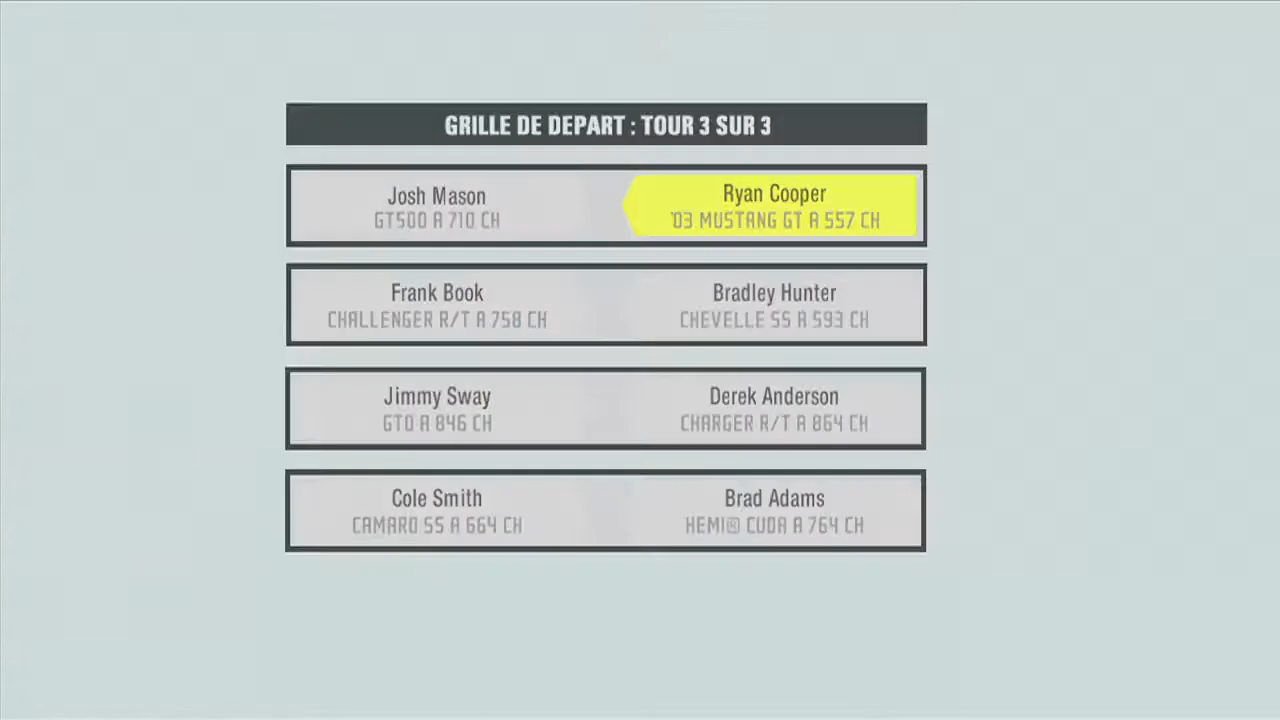 GRILLE DE DEPART : TOUR 3 SUR 3
Josh Mason
GT500 A 710 CH
Ryan Cooper
'03 MUSTANG GT A 557 CH
Frank Book
CHALLENGER R/T A 758 CH
Bradley Hunter
CHEVELLE SS A 593 CH
Jimmy Sway
GTO A 846 CH
Derek Anderson
CHARGER R/T A 864 CH
Cole Smith
CAMARO SS A 664 CH
Brad Adams
HEMI® CUDA A 764 CH